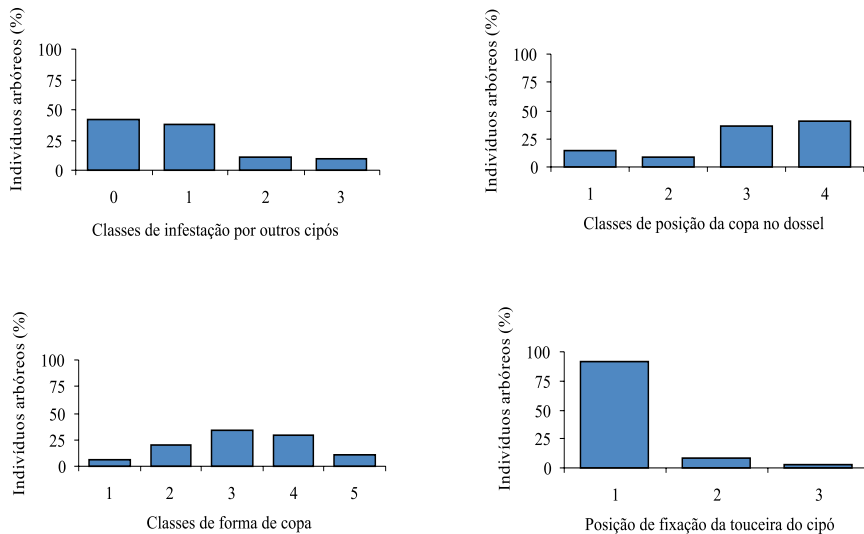 Indivíduos arbóreos (%)
100
75
50
25
0
0 1 2 3
Classes de infestação por outros cipós
Indivíduos arbóreos (%)
100
75
50
25
0
1 2 3 4
Classes de posição da copa no dossel
Indivíduos arbóreos (%)
100
75
50
25
0
1 2 3 4 5
Classes de forma de copa
Indivíduos arbóreos (%)
100
75
50
25
0
1 2 3
Posição de fixação da touceira do cipó